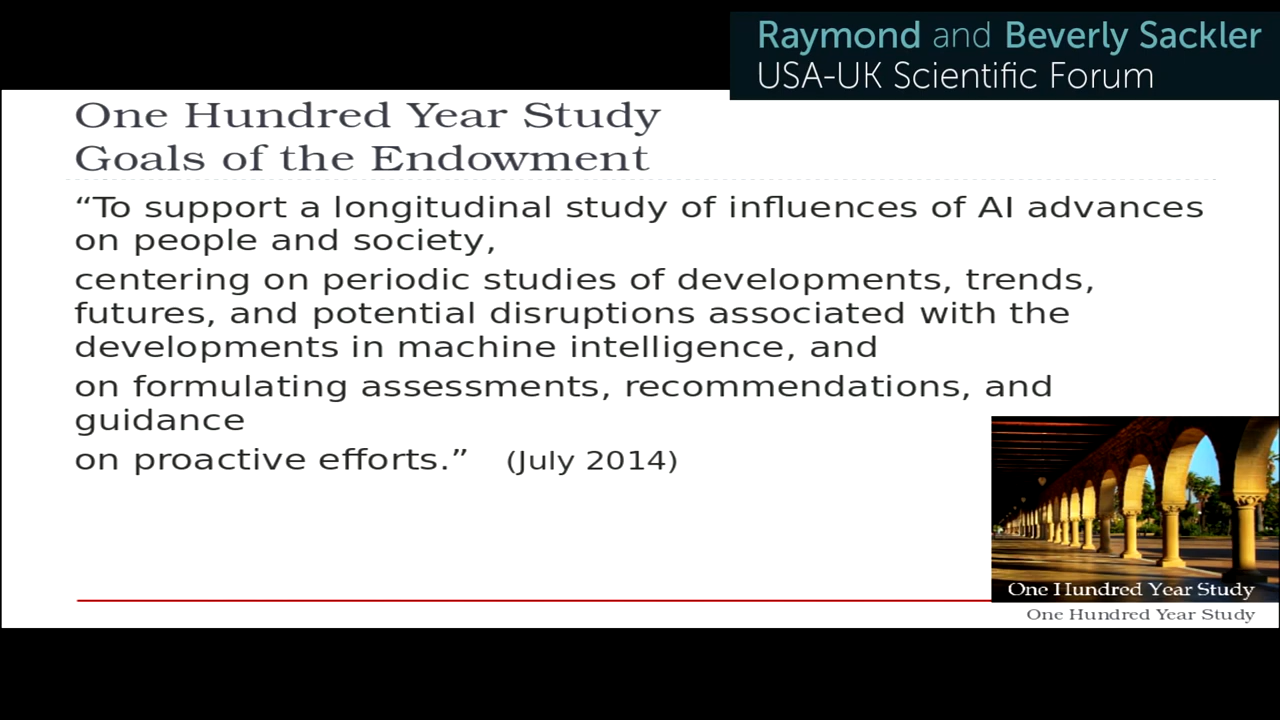 Raymond and Beverly Sackler
USA-UK Scientific Forum
One Hundred Year Study
Goals of the Endowment
“To support a longitudinal study of influences of AI advances
on people and society,
centering on periodic studies of developments, trends,
futures, and potential disruptions associated with the
developments in machine intelligence, and
on formulating assessments, recommendations, and
guidance
on proactive efforts.” (July 2014)
One Hundred Year Study
One Hundred Year Study